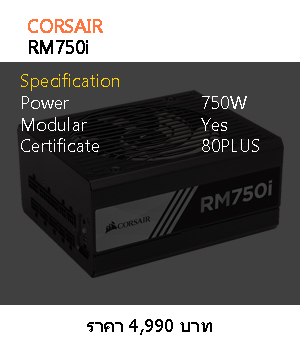 CORSAIR
RM750i
Specification
Power 750W
Modular Yes
Certificate 80PLUS
CORSAIR
RM750i
ราคา 4,990 บาท